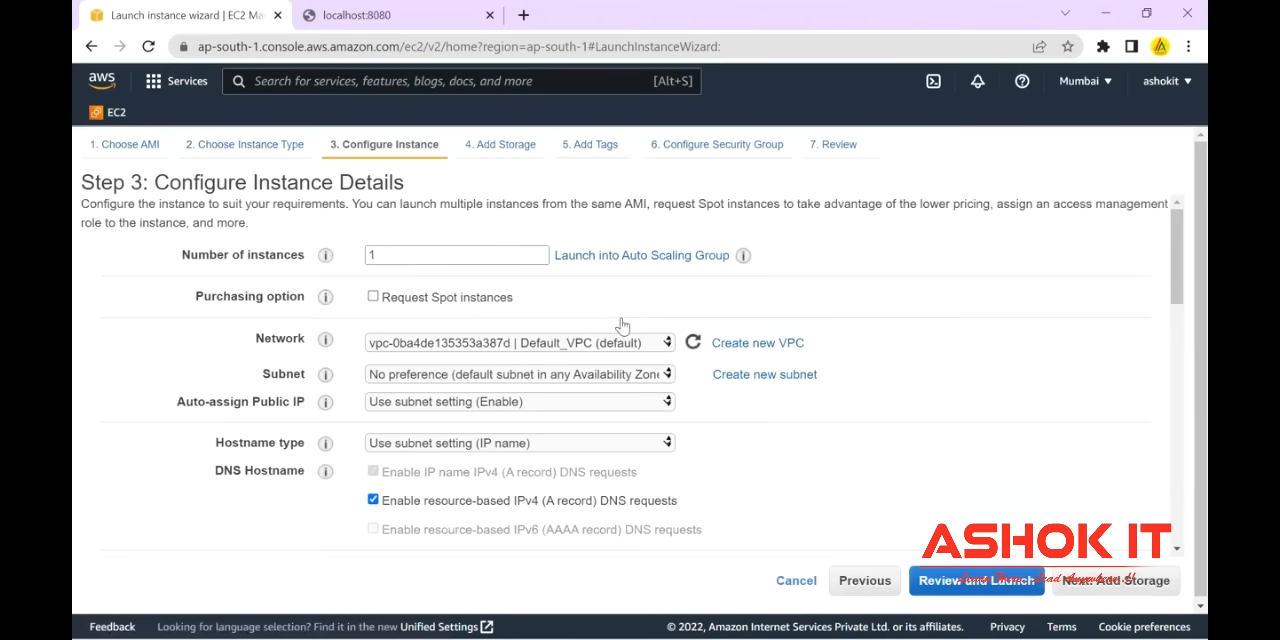 Launch instance wizard | EC2 Ma
localhost:8080
ap-south-1.console.aws.amazon.com/ec2/v2/home?region=ap-south-1#LaunchInstanceWizard:
aws
Services
Search for services, features, blogs, docs, and more
[Alt+S]
Mumbai
ashokit
EC2
1. Choose AMI
2. Choose Instance Type
3. Configure Instance
4. Add Storage
5. Add Tags
6. Configure Security Group
7. Review
Step 3: Configure Instance Details
Configure the instance to suit your requirements. You can launch multiple instances from the same AMI, request Spot instances to take advantage of the lower pricing, assign an access management
role to the instance, and more.
Number of instances
1
Launch into Auto Scaling Group
Purchasing option
Request Spot instances
Network
vpc-0ba4de135353a387d | Default_VPC (default)
Create new VPC
Subnet
No preference (default subnet in any Availability Zone
Create new subnet
Auto-assign Public IP
Use subnet setting (Enable)
Hostname type
Use subnet setting (IP name)
DNS Hostname
Enable IP name IPv4 (A record) DNS requests
Enable resource-based IPv4 (A record) DNS requests
Enable resource-based IPv6 (AAAA record) DNS requests
ASHOK IT
Cancel
Previous
Review and Launch
Next: Add Storage
Feedback
Looking for language selection? Find it in the new Unified Settings
© 2022, Amazon Internet Services Private Ltd. or its affiliates.
Privacy
Terms
Cookie preferences